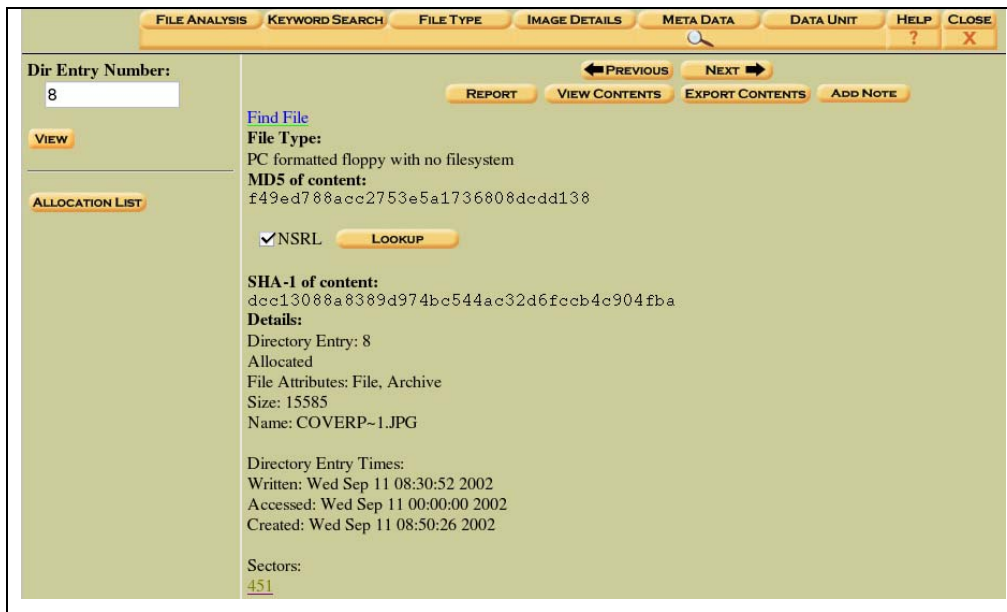 FILE ANALYSIS KEYWORD SEARCH FILE TYPE IMAGE DETAILS META DATA DATA UNIT HELP CLOSE
? X
Dir Entry Number:
8
VIEW
ALLOCATION LIST
PREVIOUS NEXT
REPORT VIEW CONTENTS EXPORT CONTENTS ADD NOTE
Find File
File Type:
PC formatted floppy with no filesystem
MD5 of content:
f49ed788acc2753e5a1736808dcdd138
NSRL LOOKUP
SHA-1 of content:
dcc13088a8389d974bc544ac32d6fccb4c904fba
Details:
Directory Entry: 8
Allocated
File Attributes: File, Archive
Size: 15585
Name: COVERP~1.JPG
Directory Entry Times:
Written: Wed Sep 11 08:30:52 2002
Accessed: Wed Sep 11 00:00:00 2002
Created: Wed Sep 11 08:50:26 2002
Sectors:
451